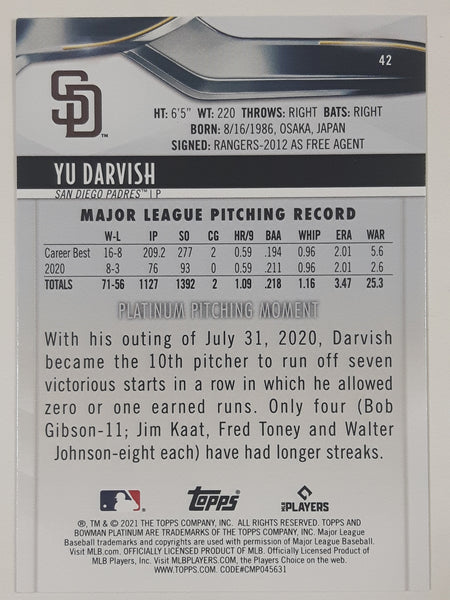 42
SD™
HT: 6'5" WT: 220 THROWS: RIGHT BATS: RIGHT
BORN: 8/16/1986, OSAKA, JAPAN
SIGNED: RANGERS-2012 AS FREE AGENT
YU DARVISH
SAN DIEGO PADRES™ | P
MAJOR LEAGUE PITCHING RECORD
W-L IP SO CG HR/9 BAA WHIP ERA WAR
Career Best 16-8 209.2 277 2 0.59 .194 0.96 2.01 5.6
2020 8-3 76 93 0 0.59 .211 0.96 2.01 2.6
TOTALS 71-56 1127 1392 2 1.09 .218 1.16 3.47 25.3
PLATINUM PITCHING MOMENT
With his outing of July 31, 2020, Darvish
became the 10th pitcher to run off seven
victorious starts in a row in which he allowed
zero or one earned runs. Only four (Bob
Gibson-11; Jim Kaat, Fred Toney and Walter
Johnson-eight each) have had longer streaks.
Topps MLB PLAYERS
®, TM & © 2021 THE TOPPS COMPANY, INC. ALL RIGHTS RESERVED. TOPPS AND
BOWMAN PLATINUM ARE TRADEMARKS OF THE TOPPS COMPANY, INC. Major League
Baseball trademarks and copyrights are used with permission of Major League Baseball.
Visit MLB.com. OFFICIALLY LICENSED PRODUCT OF MLB Players, Inc. Official Licensed Product of
MLB Players, Inc. Visit MLBPLAYERS.com, the Players Choice on the web.
WWW.TOPPS.COM. CODE#CMP045631